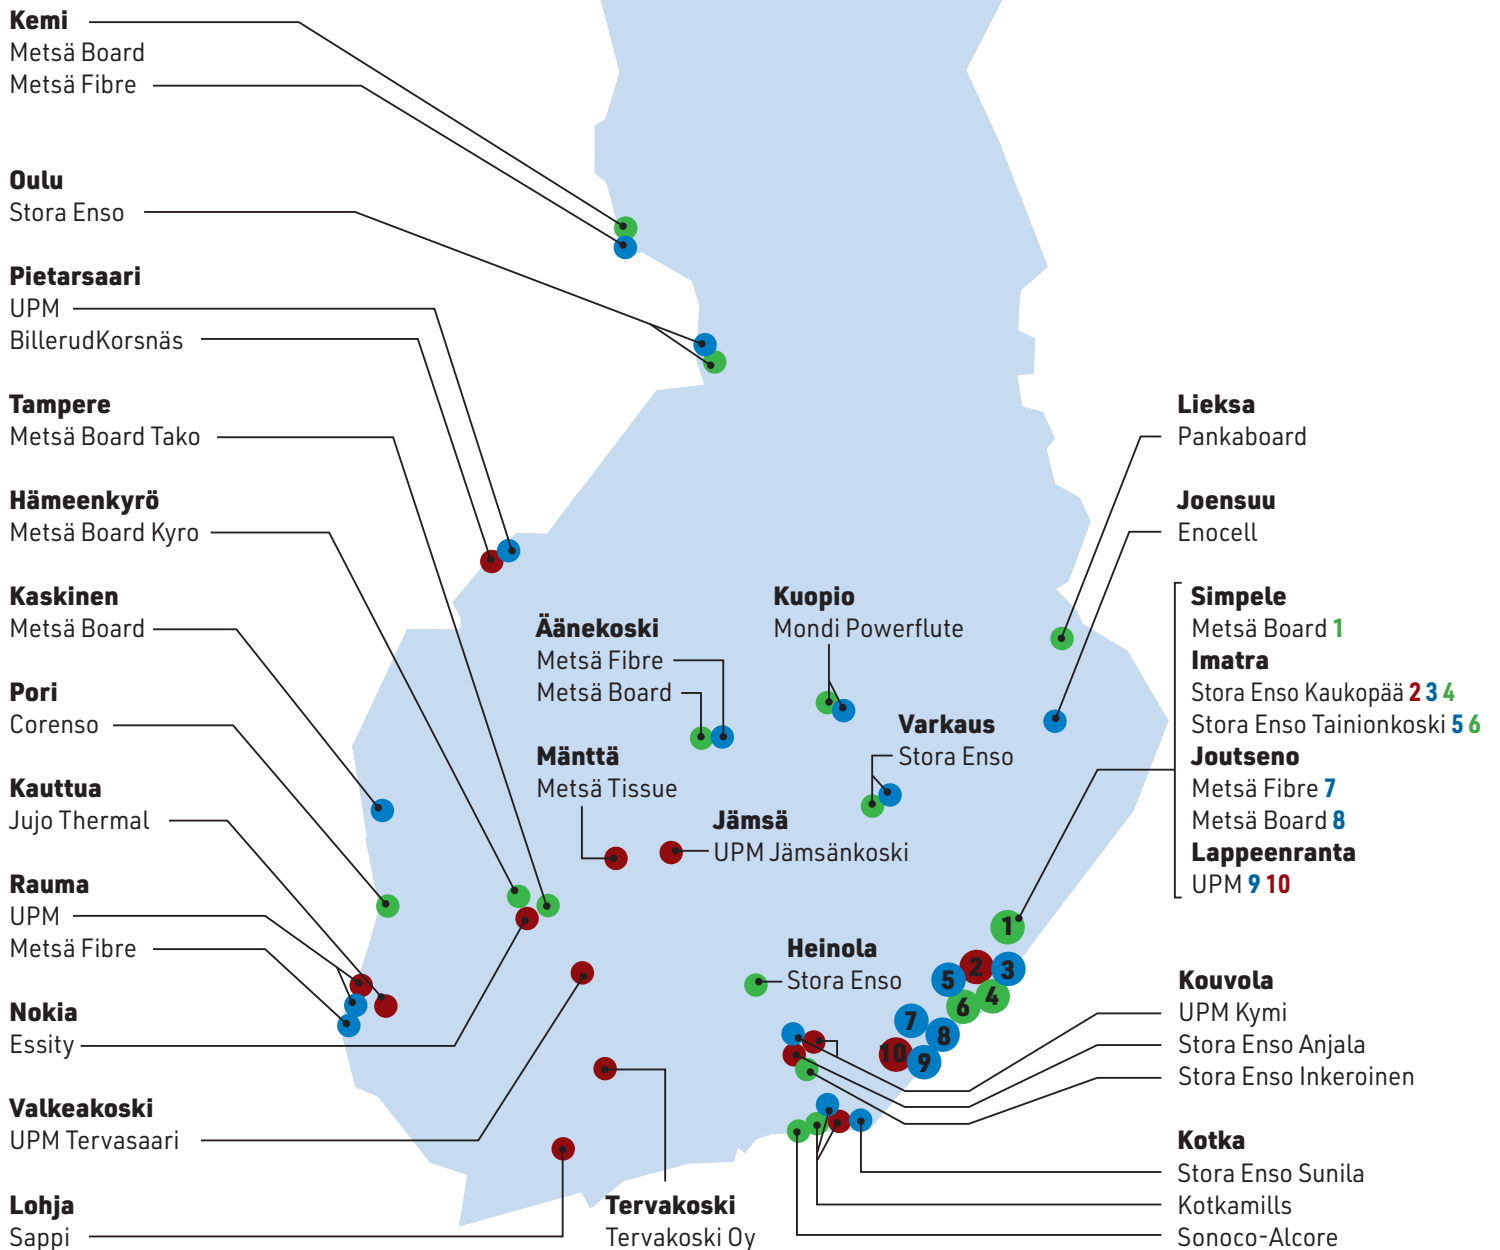 Kemi
Metsä Board
Metsä Fibre
Oulu
Stora Enso
Pietarsaari
UPM
BillerudKorsnäs
Tampere
Metsä Board Tako
Hämeenkyrö
Metsä Board Kyro
Kaskinen
Metsä Board
Pori
Corenso
Kauttua
Jujo Thermal
Rauma
UPM
Metsä Fibre
Nokia
Essity
Valkeakoski
UPM Tervasaari
Lohja
Sappi
Äänekoski
Metsä Fibre
Metsä Board
Mänttä
Metsä Tissue
Jämsä
UPM Jämsänkoski
Kuopio
Mondi Powerflute
Varkaus
Stora Enso
Heinola
Stora Enso
Tervakoski
Tervakoski Oy
1
2
3
5
4
6
7
8
10
9
Lieksa
Pankaboard
Joensuu
Enocell
Simpele
Metsä Board 1
Imatra
Stora Enso Kaukopää 2 3 4
Stora Enso Tainionkoski 5 6
Joutseno
Metsä Fibre 7
Metsä Board 8
Lappeenranta
UPM 9 10
Kouvola
UPM Kymi
Stora Enso Anjala
Stora Enso Inkeroinen
Kotka
Stora Enso Sunila
Kotkamills
Sonoco-Alcore